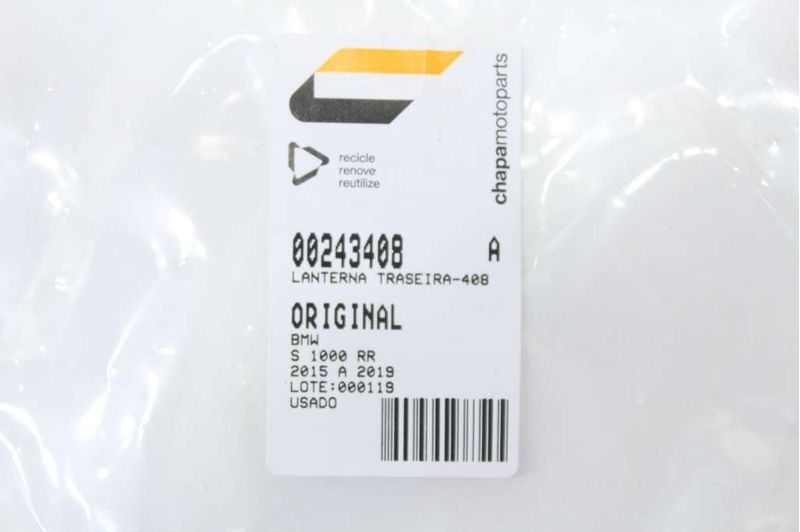 chapamotoparts
recicle
renove
reutilize
00243408 A
LANTERNA TRASEIRA-408
ORIGINAL
BMW
S 1000 RR
2015 A 2019
LOTE:000119
USADO